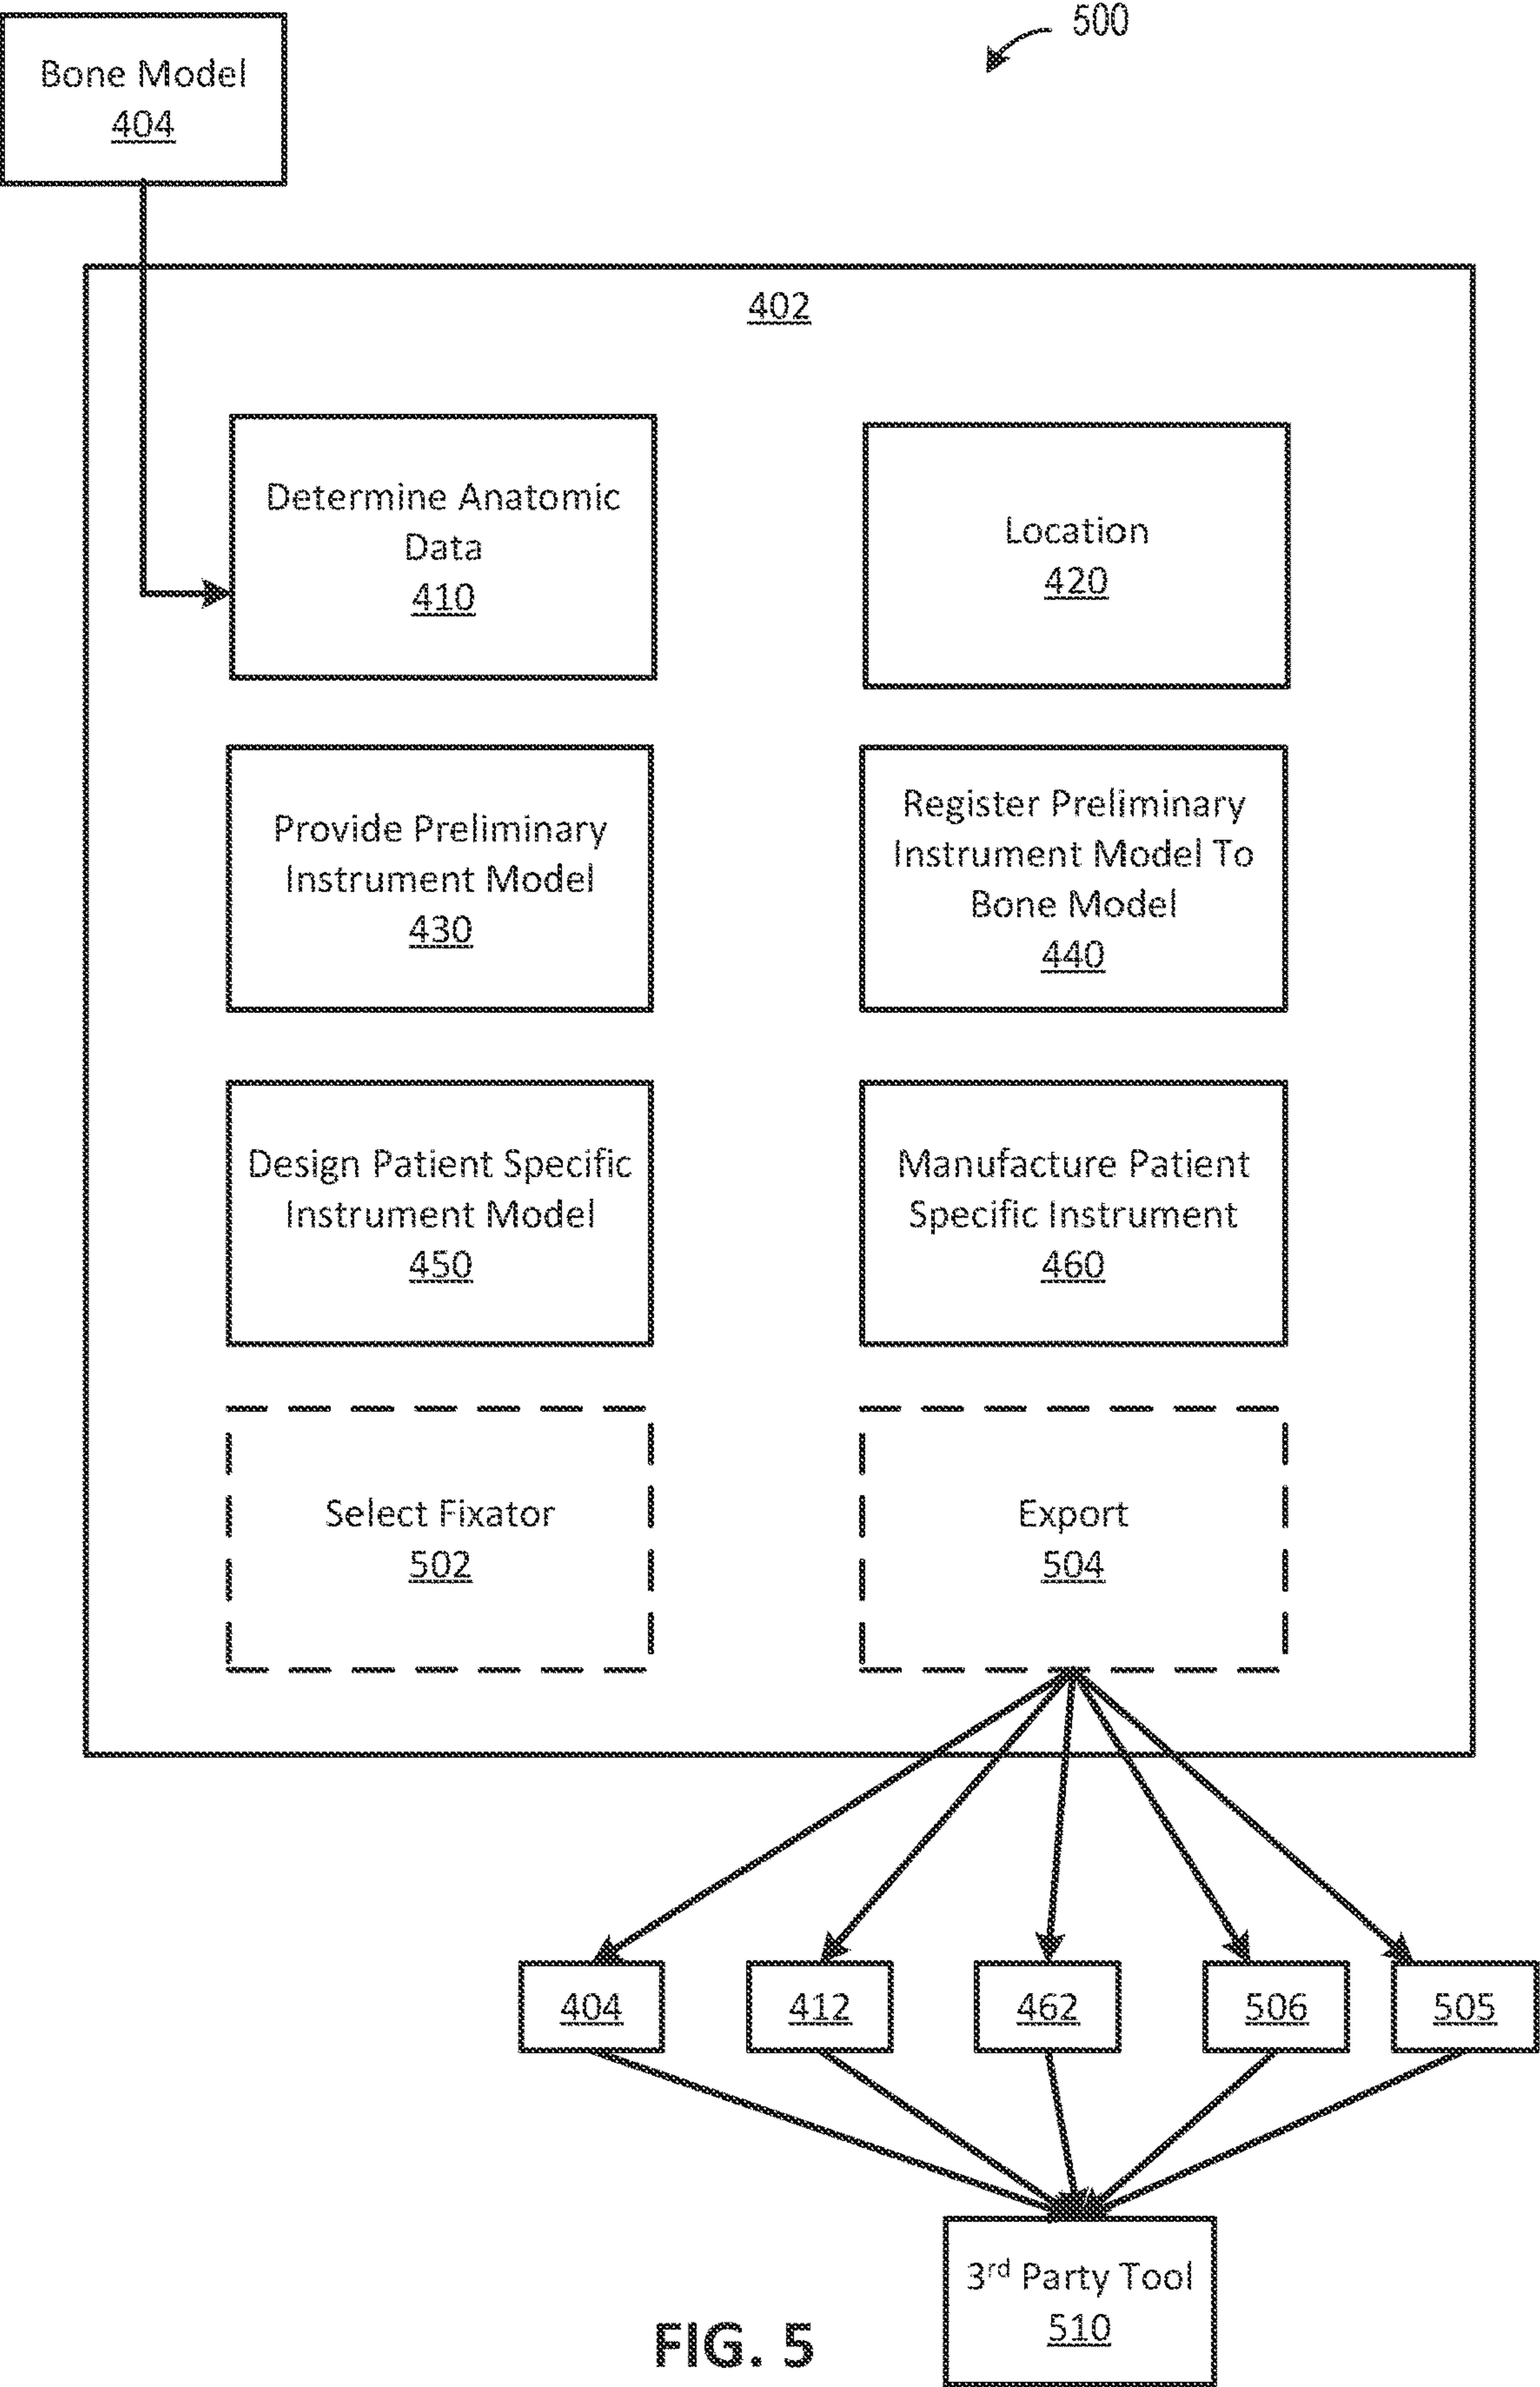 500
Bone Model
404
402
Determine Anatomic
Data
410
Location
420
Provide Preliminary
Instrument Model
430
Register Preliminary
Instrument Model To
Bone Model
440
Design Patient Specific
Instrument Model
450
Manufacture Patient
Specific Instrument
460
Select Fixator
502
Export
504
404
412
462
506
505
3rd Party Tool
510
FIG. 5